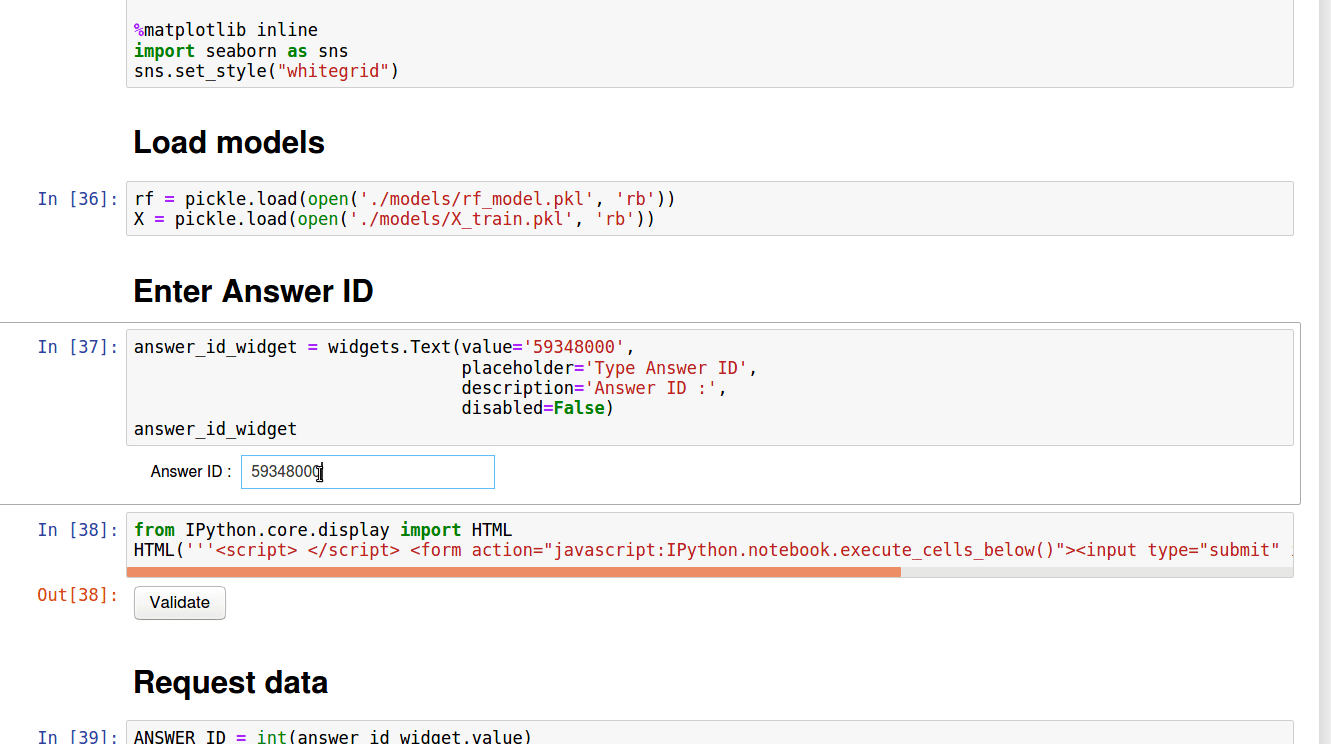 %matplotlib inline
import seaborn as sns
sns.set_style("whitegrid")
Load models
In [36]: rf = pickle.load(open('./models/rf_model.pkl', 'rb'))
X = pickle.load(open('./models/X_train.pkl', 'rb'))
Enter Answer ID
In [37]: answer_id_widget = widgets.Text(value='59348000',
placeholder='Type Answer ID',
description='Answer ID :',
disabled=False)
answer_id_widget
Answer ID : 59348000
In [38]: from IPython.core.display import HTML
HTML('''<script> </script> <form action="javascript:IPython.notebook.execute_cells_below()"><input type="submit"
Out[38]: Validate
Request data
In [39]: ANSWER_ID = int(answer_id_widget.value)